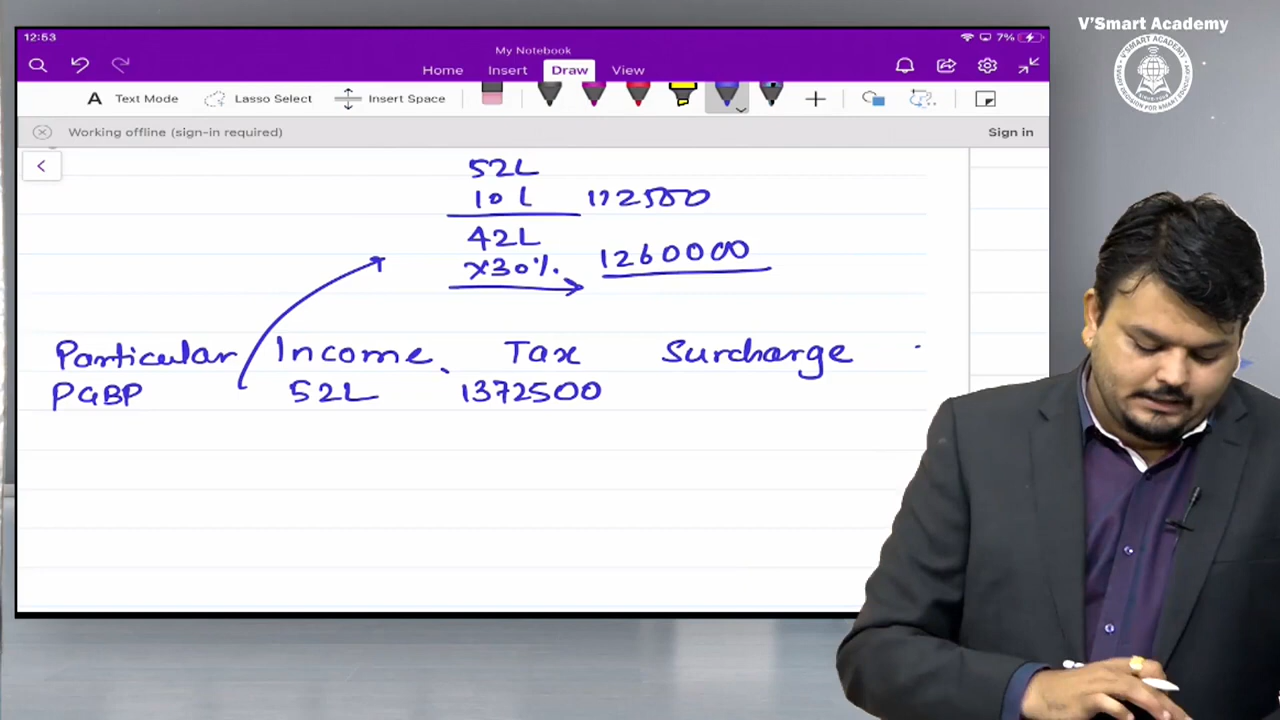 V'Smart Academy
12:53
7%
My Notebook
Home Insert Draw View
Text Mode Lasso Select Insert Space
Working offline (sign-in required) Sign in
52L
10L 112500
42L
x30% 1260000
Particular Income Tax Surcharge
PGBP 52L 1372500